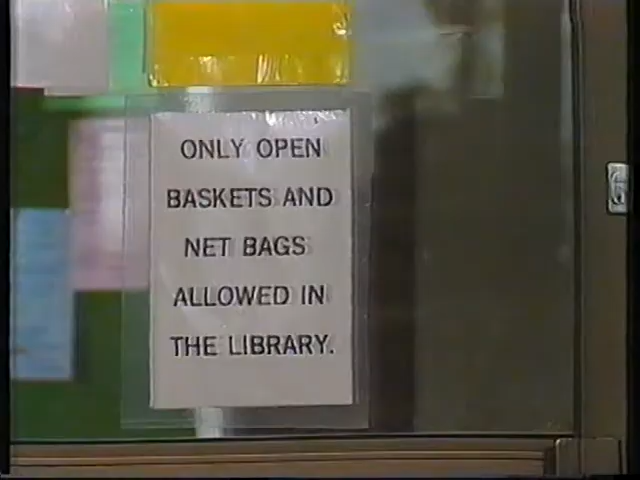 ONLY OPEN
BASKETS AND
NET BAGS
ALLOWED IN
THE LIBRARY.